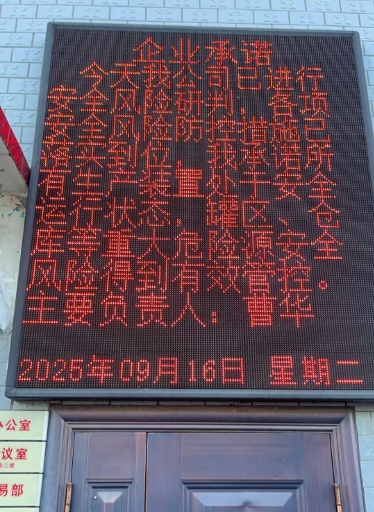 企业承诺
今天我公司已进行
安全风险研判,各项
安全风险防控措施已
落实到位,我承诺所
有生产装置处于安全
运行状态,罐区、仓
库等重大危险源安全
风险得到有效管控。
主要负责人:曹华
2025年09月16日 星期二
办公室
议室
易部